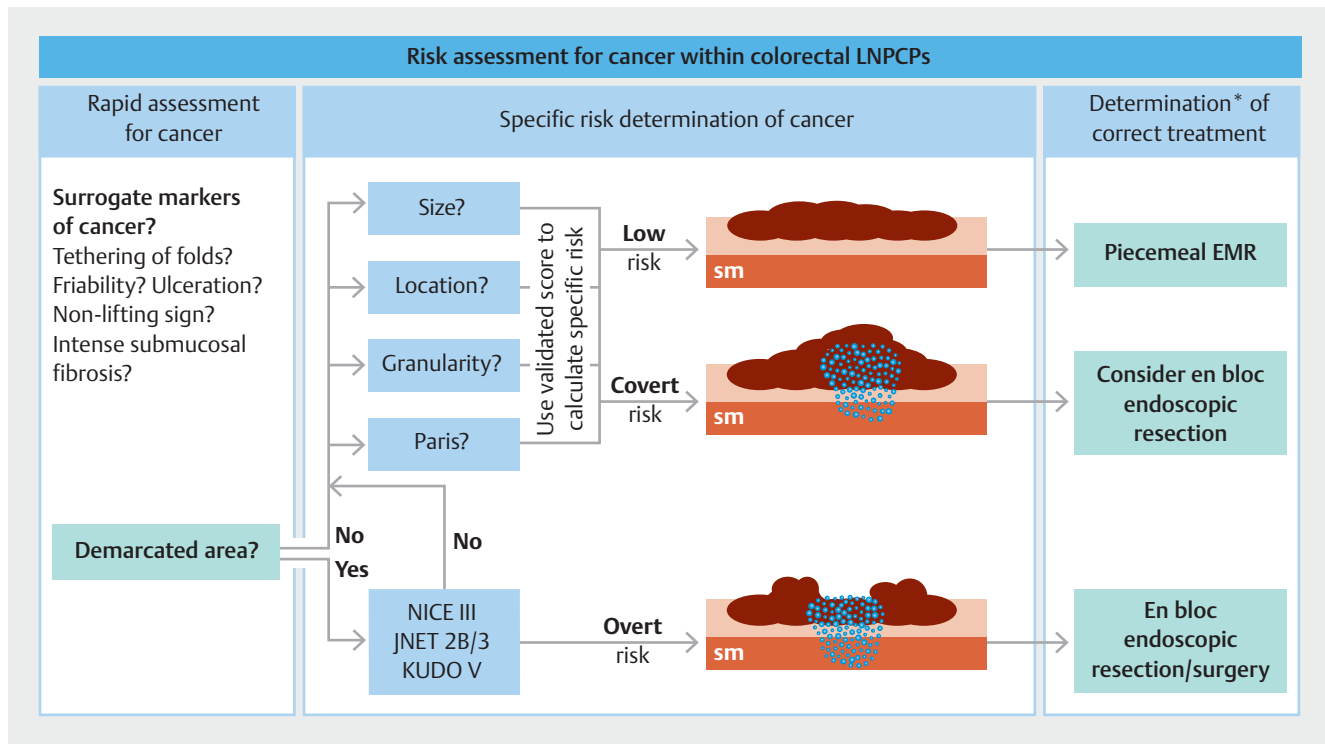 Risk assessment for cancer within colorectal LNPCPs
Rapid assessment
for cancer
Specific risk determination of cancer
Determination* of
correct treatment
Surrogate markers
of cancer?
Tethering of folds?
Friability? Ulceration?
Non-lifting sign?
Intense submucosal
fibrosis?
Demarcated area?
No
Yes
No
Size?
Location?
Granularity?
Paris?
Use validated score to
calculate specific risk
Low
risk
sm
Piecemeal EMR
Covert
risk
sm
Consider en bloc
endoscopic
resection
NICE III
JNET 2B/3
KUDO V
Overt
risk
sm
En bloc
endoscopic
resection/surgery